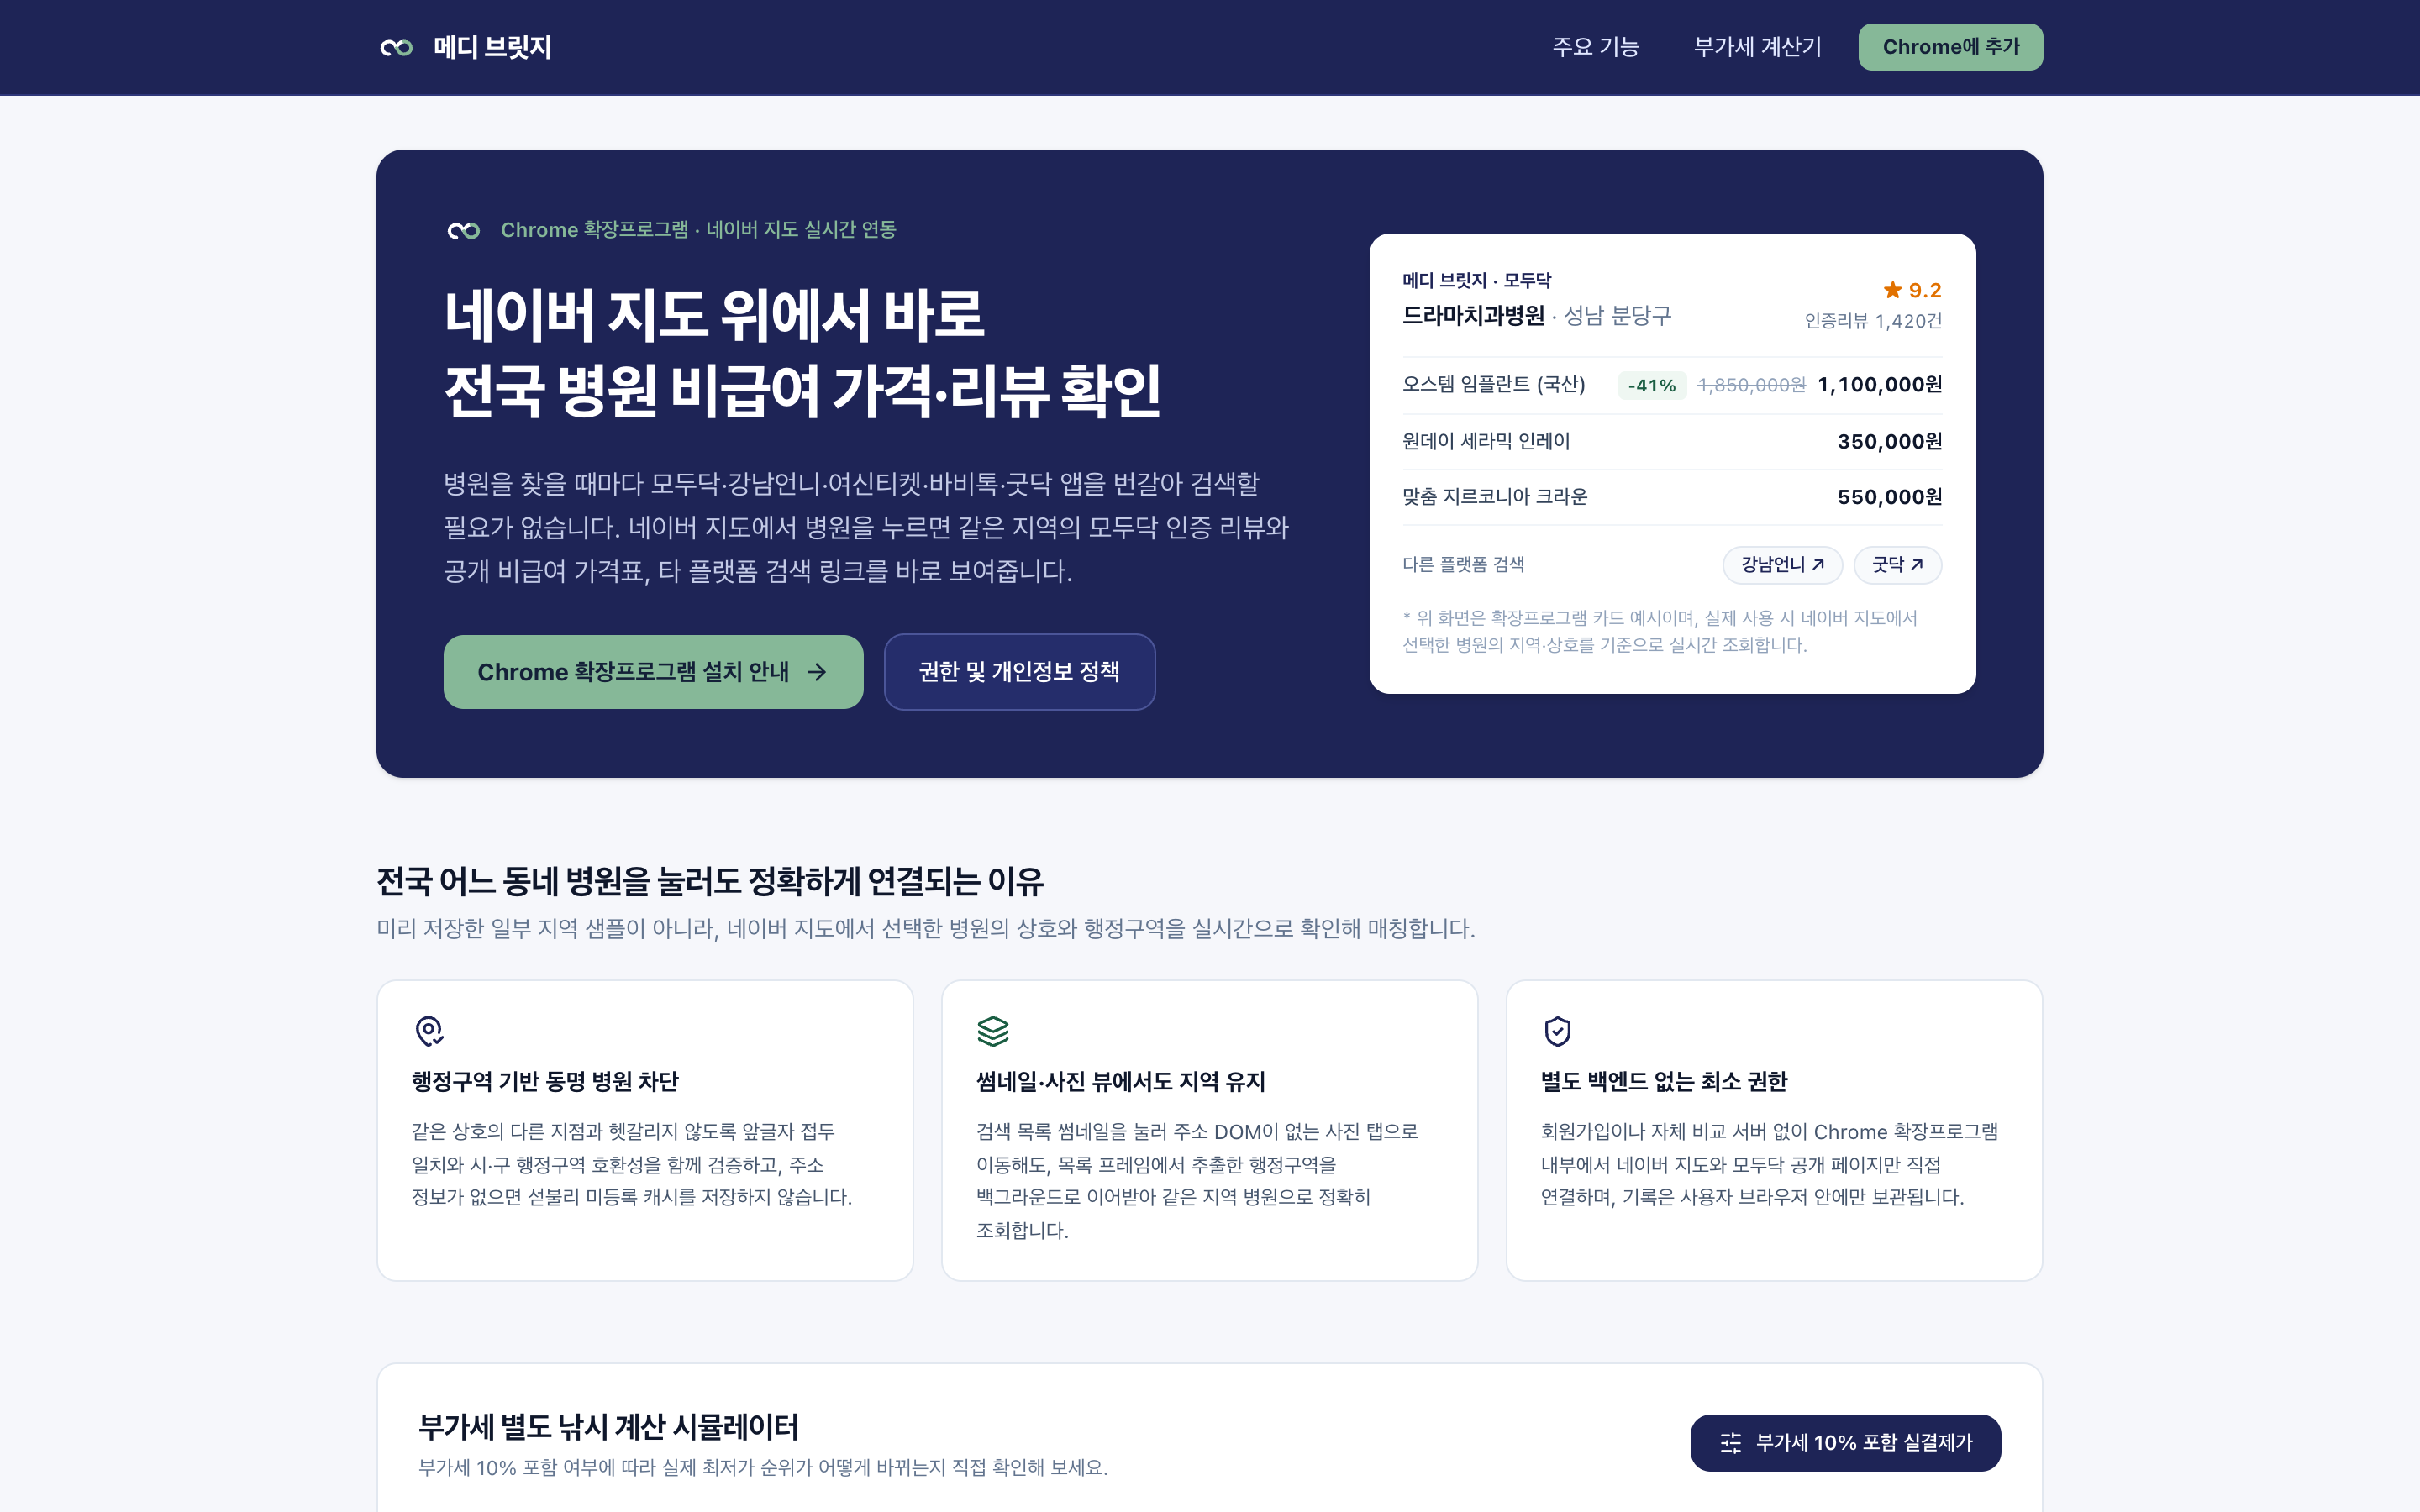 메디 브릿지
주요 기능
부가세 계산기
Chrome에 추가
Chrome 확장프로그램 · 네이버 지도 실시간 연동
네이버 지도 위에서 바로
전국 병원 비급여 가격·리뷰 확인
병원을 찾을 때마다 모두닥·강남언니·여신티켓·바비톡·굿닥 앱을 번갈아 검색할
필요가 없습니다. 네이버 지도에서 병원을 누르면 같은 지역의 모두닥 인증 리뷰와
공개 비급여 가격표, 타 플랫폼 검색 링크를 바로 보여줍니다.
Chrome 확장프로그램 설치 안내 →
권한 및 개인정보 정책
메디 브릿지 · 모두닥
드라마치과병원 · 성남 분당구
★ 9.2
인증리뷰 1,420건
오스템 임플란트 (국산) -41% 1,850,000원 1,100,000원
원데이 세라믹 인레이 350,000원
맞춤 지르코니아 크라운 550,000원
다른 플랫폼 검색 강남언니 ↗ 굿닥 ↗
* 위 화면은 확장프로그램 카드 예시이며, 실제 사용 시 네이버 지도에서
선택한 병원의 지역·상호를 기준으로 실시간 조회합니다.
전국 어느 동네 병원을 눌러도 정확하게 연결되는 이유
미리 저장한 일부 지역 샘플이 아니라, 네이버 지도에서 선택한 병원의 상호와 행정구역을 실시간으로 확인해 매칭합니다.
행정구역 기반 동명 병원 차단
같은 상호의 다른 지점과 헷갈리지 않도록 앞글자 접두
일치와 시·구 행정구역 호환성을 함께 검증하고, 주소
정보가 없으면 섣불리 미등록 캐시를 저장하지 않습니다.
썸네일·사진 뷰에서도 지역 유지
검색 목록 썸네일을 눌러 주소 DOM이 없는 사진 탭으로
이동해도, 목록 프레임에서 추출한 행정구역을
백그라운드로 이어받아 같은 지역 병원으로 정확히
조회합니다.
별도 백엔드 없는 최소 권한
회원가입이나 자체 비교 서버 없이 Chrome 확장프로그램
내부에서 네이버 지도와 모두닥 공개 페이지만 직접
연결하며, 기록은 사용자 브라우저 안에만 보관됩니다.
부가세 별도 낚시 계산 시뮬레이터
부가세 10% 포함 여부에 따라 실제 최저가 순위가 어떻게 바뀌는지 직접 확인해 보세요.
부가세 10% 포함 실결제가